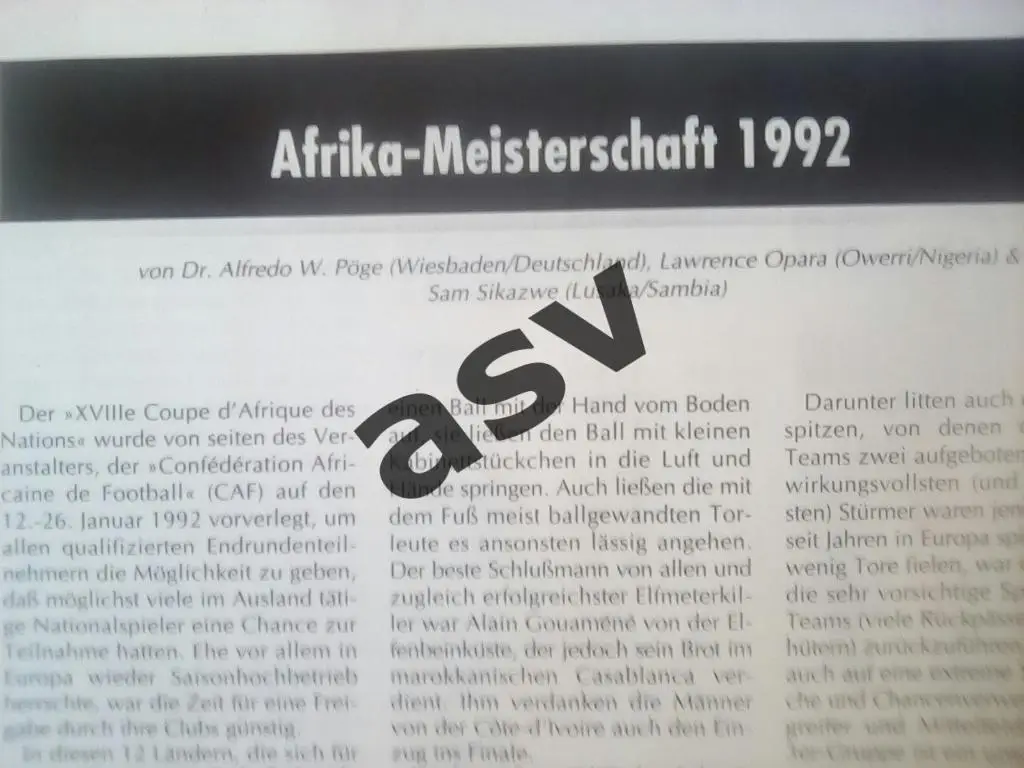 Afrika-Meisterschaft 1992
von Dr. Alfredo W. Pöge (Wiesbaden/Deutschland), Lawrence Opara (Owerri/Nigeria) &
Sam Sikazwe (Lusaka/Sambia)
asv
Der »XVIIIe Coupe d'Afrique des
Nations« wurde von seiten des Ver-
anstalters, der »Confédération Afri-
caine de Football« (CAF) auf den
12.-26. Januar 1992 vorverlegt, um
allen qualifizierten Endrundenteil-
nehmern die Möglichkeit zu geben,
daß möglichst viele im Ausland täti-
ge Nationalspieler eine Chance zur
Teilnahme hatten. Ehe vor allem in
Europa wieder Saisonhochbetrieb
herrschte, war die Zeit für eine Frei-
gabe durch ihre Clubs günstig.
In diesen 12 Ländern, die sich für
einen Ball mit der Hand vom Boden
auf, sie ließen den Ball mit kleinen
Kabinettstückchen in die Luft und
Hände springen. Auch ließen die mit
dem Fuß meist ballgewandten Tor-
leute es ansonsten lässig angehen.
Der beste Schlußmann von allen und
zugleich erfolgreichster Elfmeterkil-
ler war Alain Gouaméné von der El-
fenbeinküste, der jedoch sein Brot im
marokkanischen Casablanca ver-
dient. Ihm verdanken die Männer
von der Côte-d'Ivoire auch den Ein-
zug ins Finale.
Darunter litten auch
spitzen, von denen
Teams zwei aufgeboten
wirkungsvollsten (und
sten) Stürmer waren
seit Jahren in Europa
wenig Tore fielen, war
die sehr vorsichtige
Teams (viele Rückpässe
hütern) zurückzuführen
auch auf eine extreme
che und
greifer und